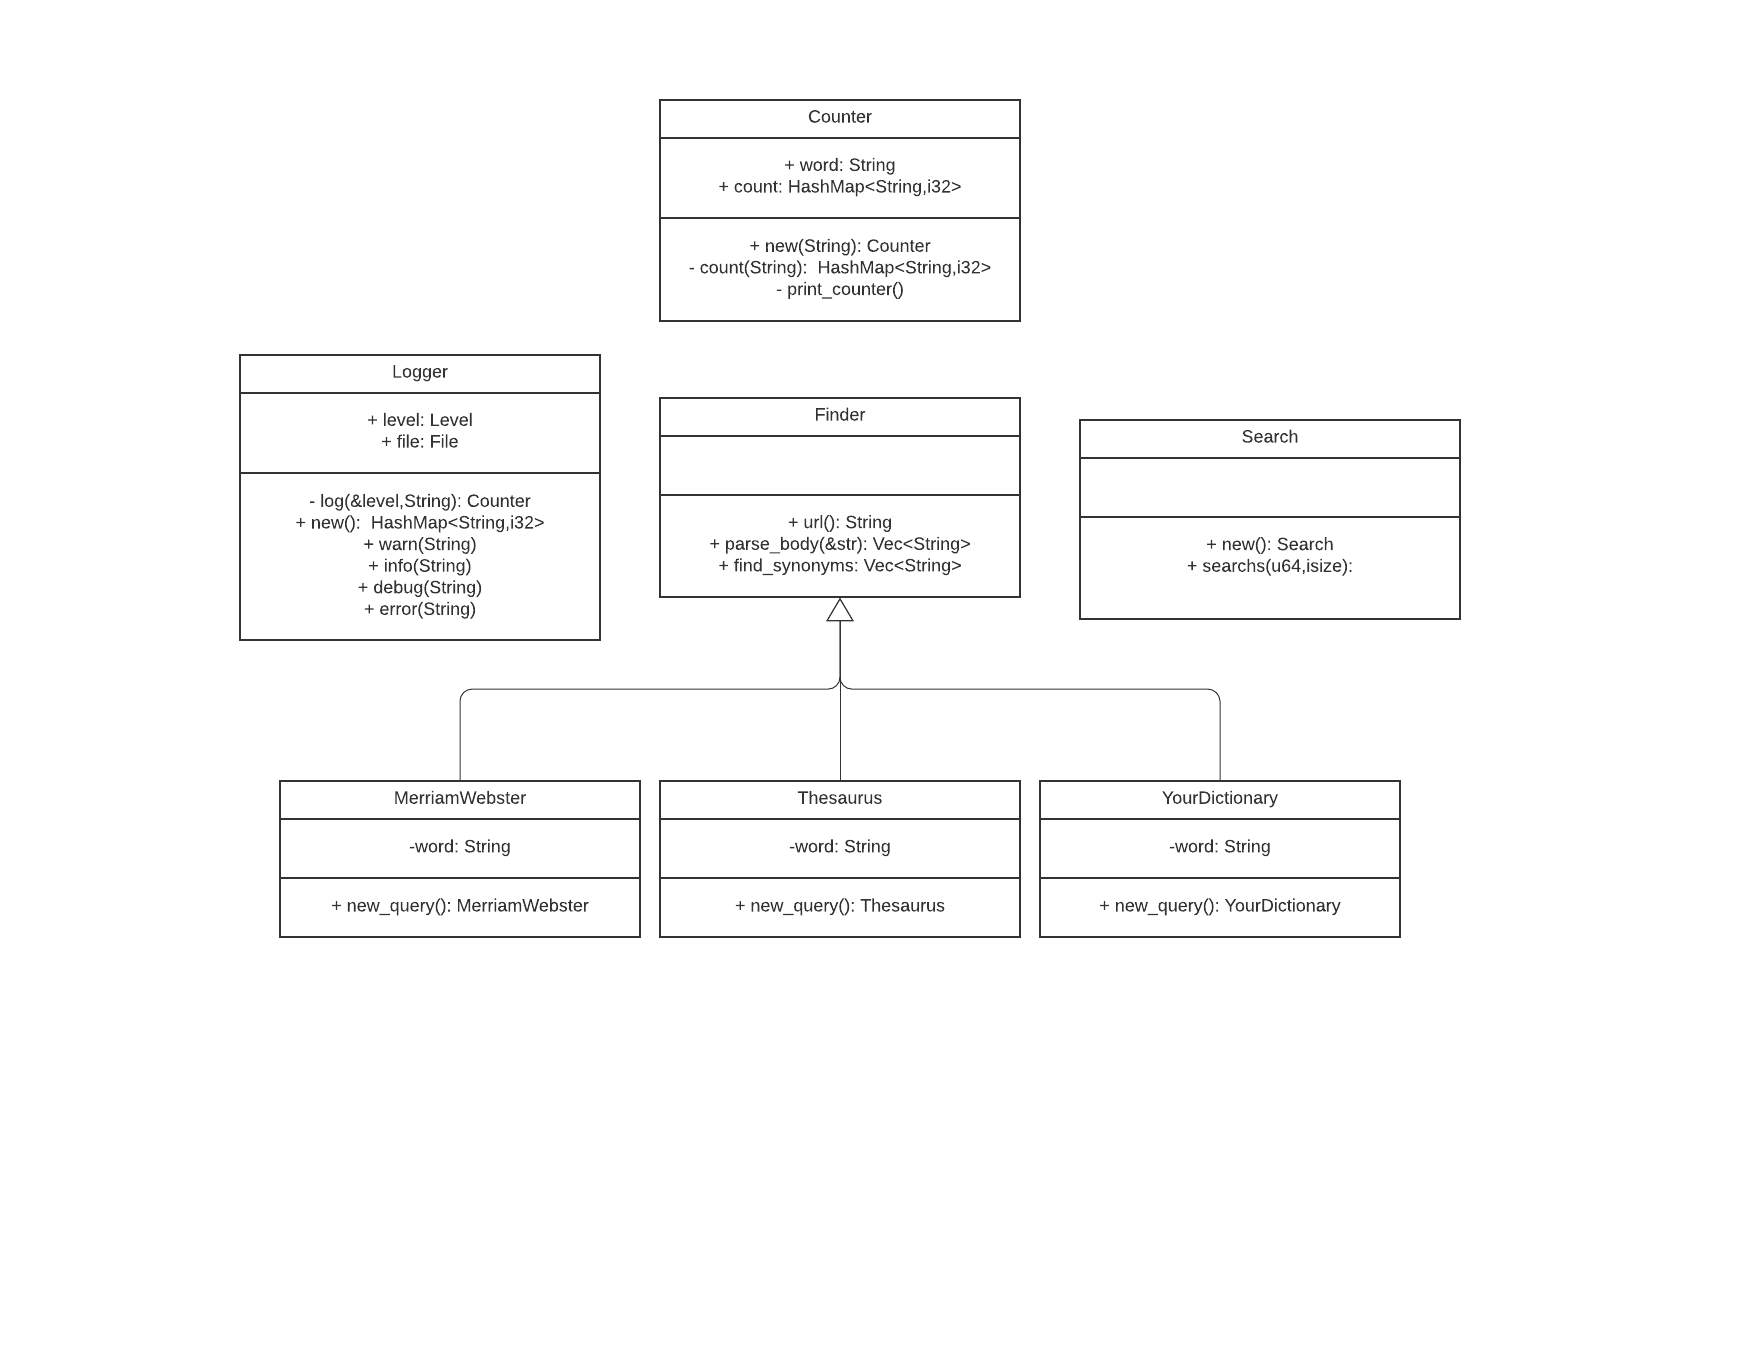 Counter
+ word: String
+ count: HashMap<String,i32>
+ new(String): Counter
- count(String):  HashMap<String,i32>
- print_counter()
Logger
+ level: Level
+ file: File
- log(&level,String): Counter
+ new():  HashMap<String,i32>
+ warn(String)
+ info(String)
+ debug(String)
+ error(String)
Finder
+ url(): String
+ parse_body(&str): Vec<String>
+ find_synonyms: Vec<String>
Search
+ new(): Search
+ searchs(u64,isize):
MerriamWebster
-word: String
+ new_query(): MerriamWebster
Thesaurus
-word: String
+ new_query(): Thesaurus
YourDictionary
-word: String
+ new_query(): YourDictionary